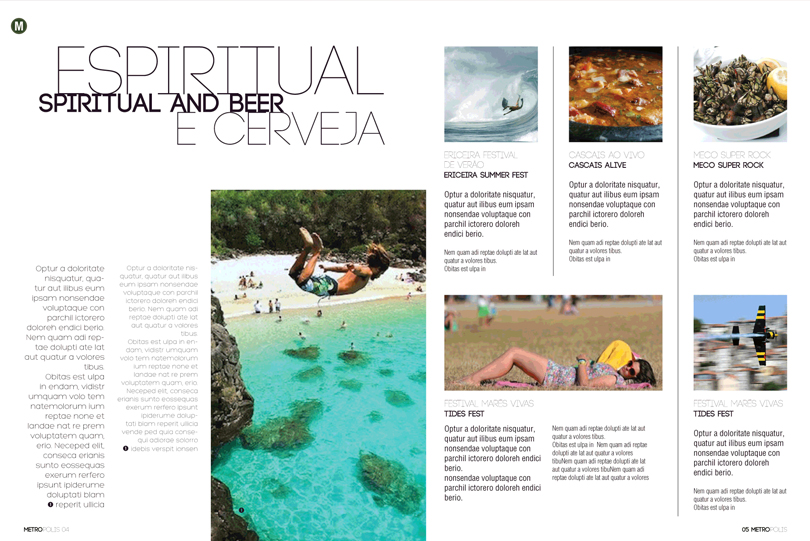 M
ESPIRITUAL
SPIRITUAL AND BEER
E CERVEJA
Optur a doloritate
nisquatur, qua-
tur aut ilibus eum
ipsam nonsendae
voluptaque con
parchil ictorero
doloreh endici berio.
Nem quam adi rep-
tae dolupti ate lat
aut quatur a volores
tibus.
Obitas est ulpa
in endam, vidistr
umquam volo tem
natemolorum ium
reptae none et
landae nat re prem
voluptatem quam,
erio. Neceped elit,
conseca erianis
sunto eossequas
exerum rerfero
ipsunt ipiderume
doluptati blam
reperit ullicia
Optur a doloritate nis-
quatur, quatur aut ilibus
eum ipsam nonsendae
voluptaque con parchil
ictorero doloreh endici
berio. Nem quam adi
reptae dolupti ate lat
aut quatur a volores
tibus.
Obitas est ulpa in en-
dam, vidistr umquam
volo tem natemolorum
ium reptae none et
landae nat re prem
voluptatem quam, erio.
Neceped elit, conseca
erianis sunto eossequas
exerum rerfero ipsunt
ipiderume dolup-
tati blam reperit ullicia
vende ped quia conse-
qui adiorae solorro
idebis verspit ionsen
METROPOLIS 04
ERICEIRA FESTIVAL
DE VERÃO
ERICEIRA SUMMER FEST
Optur a doloritate nisquatur,
quatur aut ilibus eum ipsam
nonsendae voluptaque con
parchil ictorero doloreh
endici berio.
Nem quam adi reptae dolupti ate lat aut
quatur a volores tibus.
Obitas est ulpa in
CASCAIS AO VIVO
CASCAIS ALIVE
Optur a doloritate nisquatur,
quatur aut ilibus eum ipsam
nonsendae voluptaque con
parchil ictorero doloreh
endici berio.
Nem quam adi reptae dolupti ate lat aut
quatur a volores tibus.
Obitas est ulpa in
MECO SUPER ROCK
MECO SUPER ROCK
Optur a doloritate nisquatur,
quatur aut ilibus eum ipsam
nonsendae voluptaque con
parchil ictorero doloreh
endici berio.
Nem quam adi reptae dolupti ate lat aut
quatur a volores tibus.
Obitas est ulpa in
FESTIVAL MARÉS VIVAS
TIDES FEST
Optur a doloritate nisquatur,
quatur aut ilibus eum ipsam
nonsendae voluptaque con
parchil ictorero doloreh endici
berio.
nonsendae voluptaque con
parchil ictorero doloreh endici
berio.
Nem quam adi reptae dolupti ate lat aut
quatur a volores tibus.
Obitas est ulpa in  Nem quam adi reptae
dolupti ate lat aut quatur a volores
tibuNem quam adi reptae dolupti ate lat
aut quatur a volores tibuNem quam adi
reptae dolupti ate lat aut quatur a volores
FESTIVAL MARÉS VIVAS
TIDES FEST
Optur a doloritate nisquatur,
quatur aut ilibus eum ipsam
nonsendae voluptaque con
parchil ictorero doloreh
endici berio.
Nem quam adi reptae dolupti ate lat aut
quatur a volores tibus.
Obitas est ulpa in
05 METROPOLIS